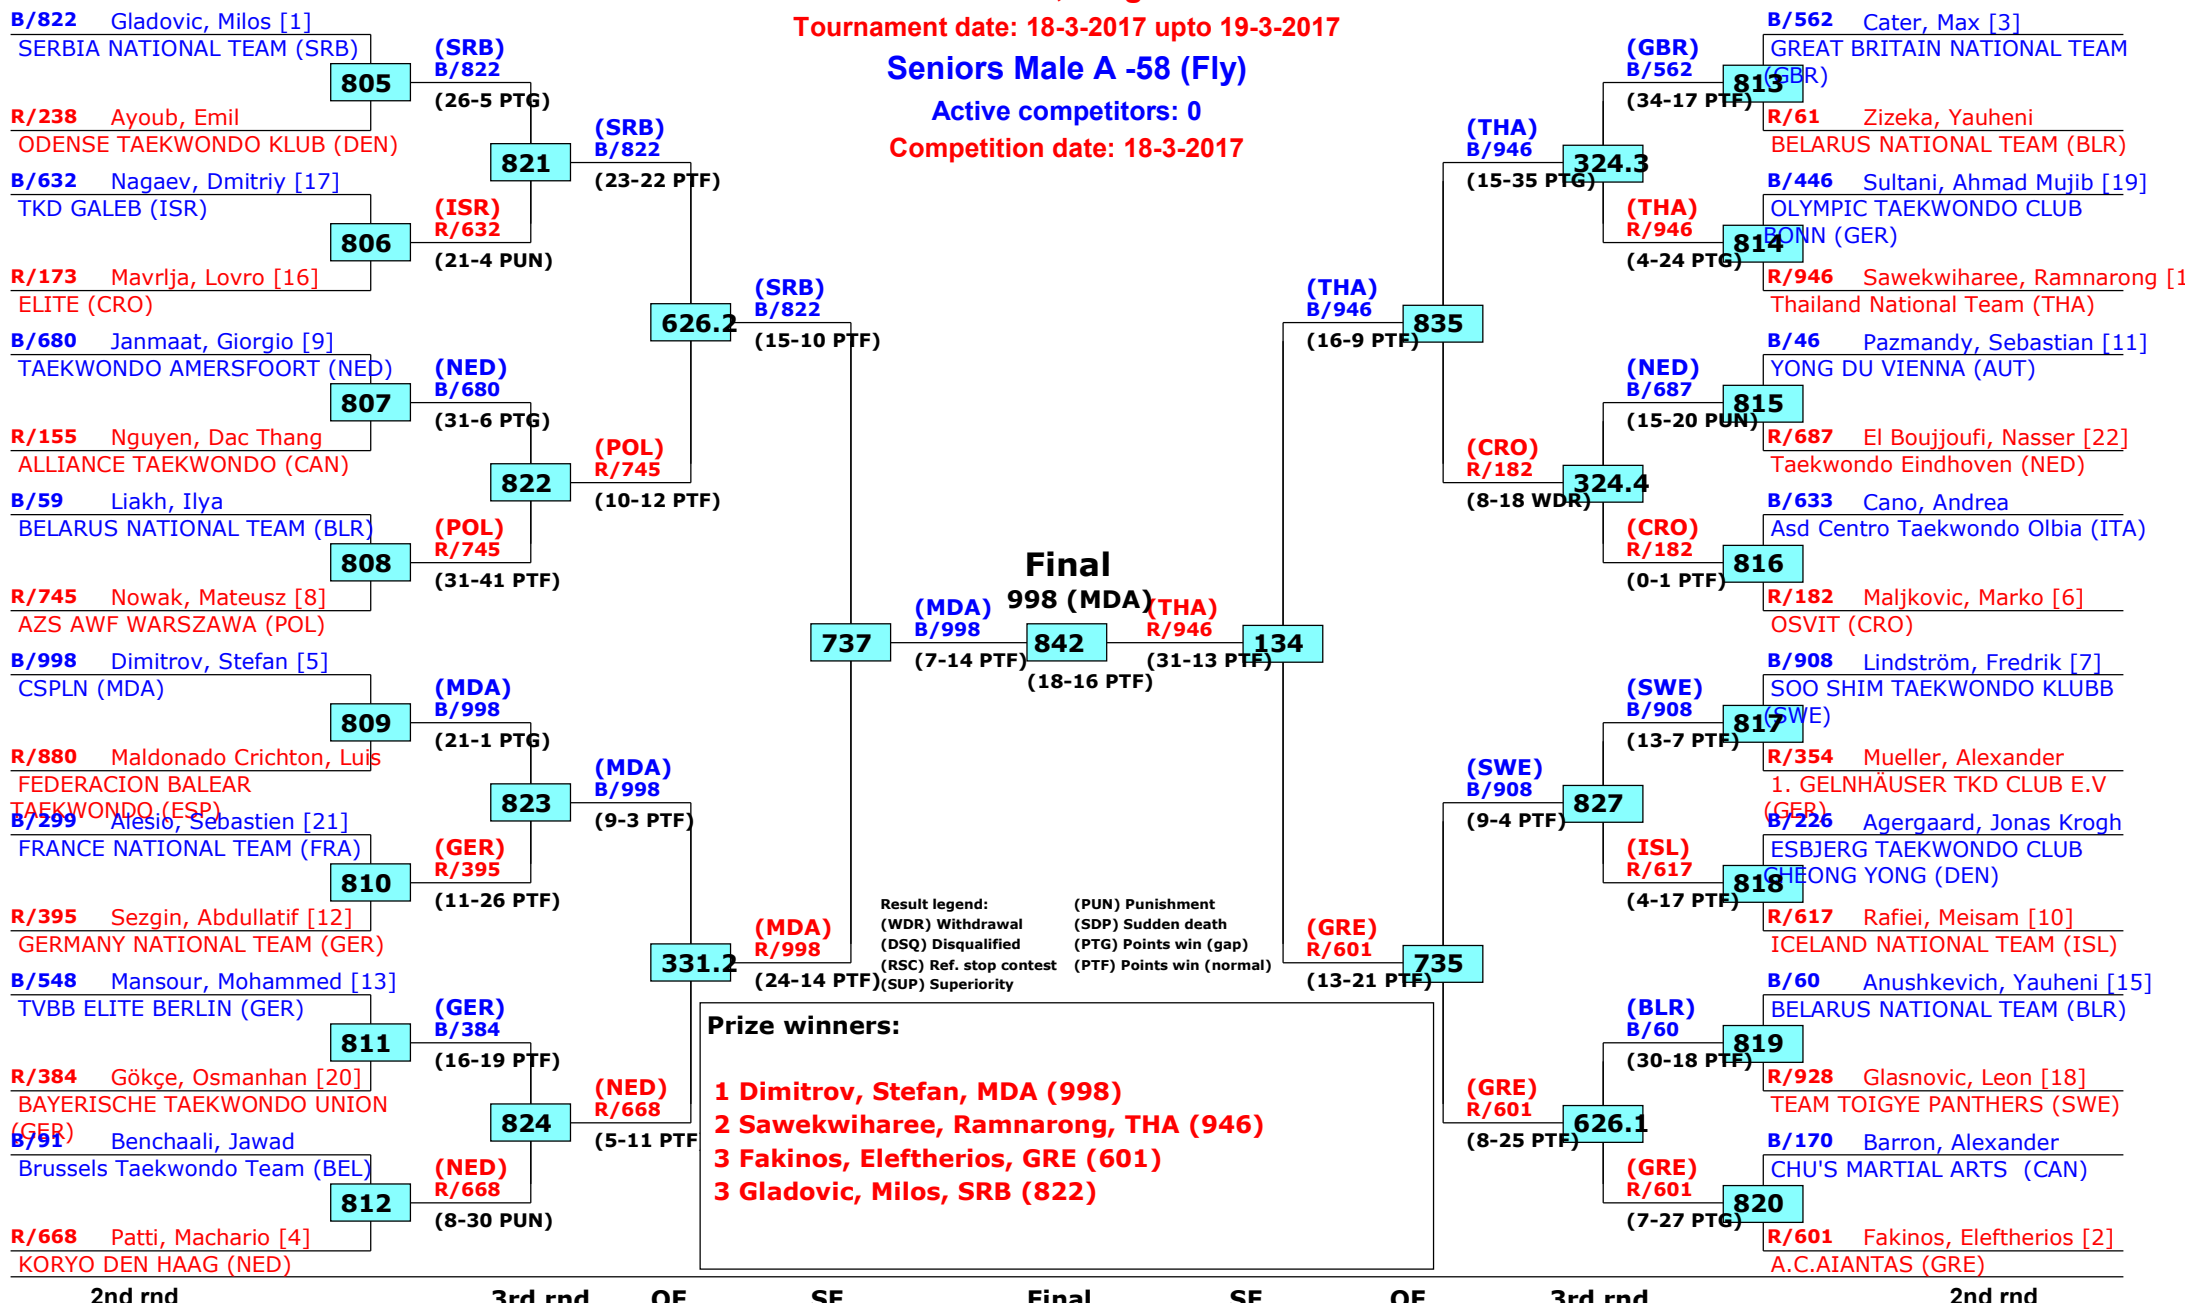 Tournament date: 18-3-2017 upto 19-3-2017
Seniors Male A -58 (Fly)
Active competitors: 0
Competition date: 18-3-2017
B/822 Gladovic, Milos [1]
SERBIA NATIONAL TEAM (SRB)
805
R/238 Ayoub, Emil
ODENSE TAEKWONDO KLUB (DEN)
B/632 Nagaev, Dmitriy [17]
TKD GALEB (ISR)
806
R/173 Mavrlja, Lovro [16]
ELITE (CRO)
B/680 Janmaat, Giorgio [9]
TAEKWONDO AMERSFOORT (NED)
807
R/155 Nguyen, Dac Thang
ALLIANCE TAEKWONDO (CAN)
B/59 Liakh, Ilya
BELARUS NATIONAL TEAM (BLR)
808
R/745 Nowak, Mateusz [8]
AZS AWF WARSZAWA (POL)
B/998 Dimitrov, Stefan [5]
CSPLN (MDA)
809
R/880 Maldonado Crichton, Luis
FEDERACION BALEAR
TAEKWONDO (ESP)
B/299 Alesio, Sebastien [21]
FRANCE NATIONAL TEAM (FRA)
810
R/395 Sezgin, Abdullatif [12]
GERMANY NATIONAL TEAM (GER)
B/548 Mansour, Mohammed [13]
TVBB ELITE BERLIN (GER)
811
R/384 Gökçe, Osmanhan [20]
BAYERISCHE TAEKWONDO UNION
(GER)
B/91 Benchaali, Jawad
Brussels Taekwondo Team (BEL)
812
R/668 Patti, Machario [4]
KORYO DEN HAAG (NED)
(SRB)
B/822
(26-5 PTG)
821
(ISR)
R/632
(21-4 PUN)
(NED)
B/680
(31-6 PTG)
822
(POL)
R/745
(31-41 PTF)
(MDA)
B/998
(21-1 PTG)
823
(GER)
R/395
(11-26 PTF)
(GER)
B/384
(16-19 PTF)
824
(NED)
R/668
(8-30 PUN)
(SRB)
B/822
(23-22 PTF)
626.2
(POL)
R/745
(10-12 PTF)
(MDA)
B/998
(9-3 PTF)
331.2
(NED)
R/668
(5-11 PTF
(SRB)
B/822
(15-10 PTF)
737
(MDA)
R/998
(24-14 PTF)
(MDA)
B/998
(7-14 PTF)
Final
998 (MDA)
842
(18-16 PTF)
(THA)
R/946
(31-13 PTF)
134
(THA)
B/946
(16-9 PTF)
835
(GRE)
R/601
(13-21 PTF)
735
(THA)
B/946
(15-35 PTG)
324.3
(CRO)
R/182
(8-18 WDR)
324.4
(SWE)
B/908
(9-4 PTF)
827
(GRE)
R/601
(8-25 PTF)
626.1
(GBR)
B/562
(34-17 PTF)
(THA)
R/946
(4-24 PTG)
(NED)
B/687
(15-20 PUN)
(CRO)
R/182
(0-1 PTF)
(SWE)
B/908
(13-7 PTF)
(ISL)
R/617
(4-17 PTF)
(BLR)
B/60
(30-18 PTF)
(GRE)
R/601
(7-27 PTG)
B/562 Cater, Max [3]
GREAT BRITAIN NATIONAL TEAM
(GBR)
813
R/61 Zizeka, Yauheni
BELARUS NATIONAL TEAM (BLR)
B/446 Sultani, Ahmad Mujib [19]
OLYMPIC TAEKWONDO CLUB
BONN (GER)
814
R/946 Sawekwiharee, Ramnarong [1
Thailand National Team (THA)
B/46 Pazmandy, Sebastian [11]
YONG DU VIENNA (AUT)
815
R/687 El Boujjoufi, Nasser [22]
Taekwondo Eindhoven (NED)
B/633 Cano, Andrea
Asd Centro Taekwondo Olbia (ITA)
816
R/182 Maljkovic, Marko [6]
OSVIT (CRO)
B/908 Lindström, Fredrik [7]
SOO SHIM TAEKWONDO KLUBB
(SWE)
817
R/354 Mueller, Alexander
1. GELNHÄUSER TKD CLUB E.V
(GER)
B/226 Agergaard, Jonas Krogh
ESBJERG TAEKWONDO CLUB
CHEONG YONG (DEN)
818
R/617 Rafiei, Meisam [10]
ICELAND NATIONAL TEAM (ISL)
B/60 Anushkevich, Yauheni [15]
BELARUS NATIONAL TEAM (BLR)
819
R/928 Glasnovic, Leon [18]
TEAM TOIGYE PANTHERS (SWE)
B/170 Barron, Alexander
CHU'S MARTIAL ARTS (CAN)
820
R/601 Fakinos, Eleftherios [2]
A.C.AIANTAS (GRE)
Result legend: (PUN) Punishment
(WDR) Withdrawal (SDP) Sudden death
(DSQ) Disqualified (PTG) Points win (gap)
(RSC) Ref. stop contest (PTF) Points win (normal)
(SUP) Superiority
Prize winners:
1 Dimitrov, Stefan, MDA (998)
2 Sawekwiharee, Ramnarong, THA (946)
3 Fakinos, Eleftherios, GRE (601)
3 Gladovic, Milos, SRB (822)
2nd rnd 3rd rnd QF SF Final SF QF 3rd rnd 2nd rnd